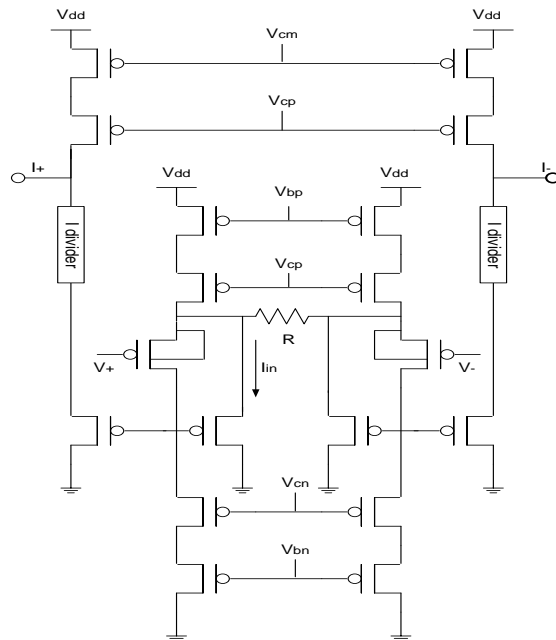 Vdd
Vdd
Vcm
Vcp
I+
I-
Vdd
Vdd
Vbp
I divider
I divider
Vcp
R
V+
Iin
V-
Vcn
Vbn